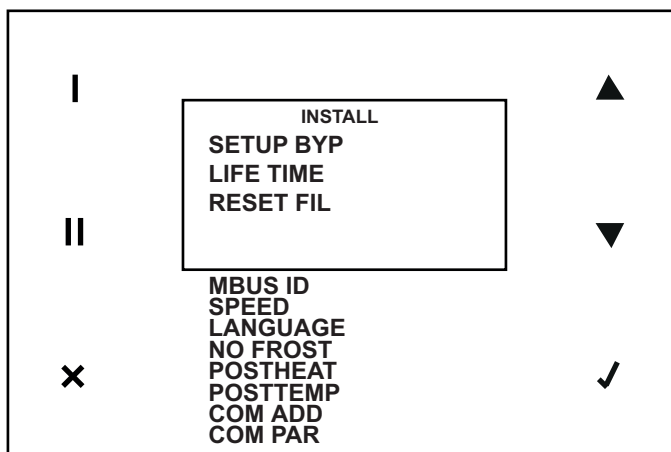 I
INSTALL
SETUP BYP
LIFE TIME
RESET FIL
II
MBUS ID
SPEED
LANGUAGE
NO FROST
POSTHEAT
POSTTEMP
COM ADD
COM PAR